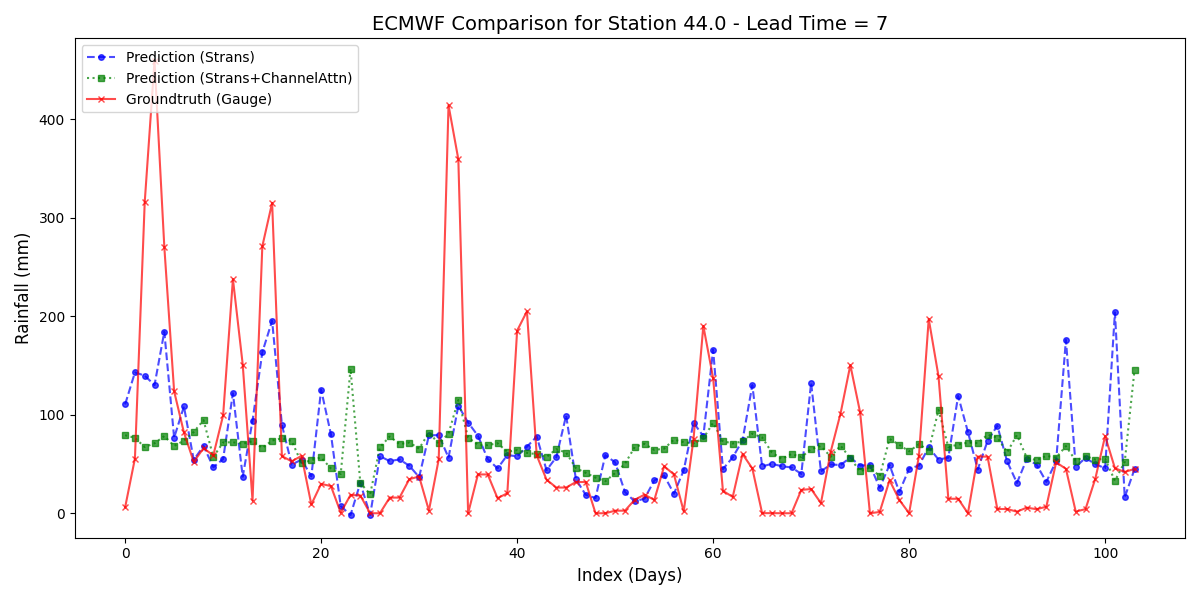 ECMWF Comparison for Station 44.0 - Lead Time = 7
Prediction (Strans)
Prediction (Strans+ChannelAttn)
Groundtruth (Gauge)
400
300
200
100
0
Rainfall (mm)
0 20 40 60 80 100
Index (Days)